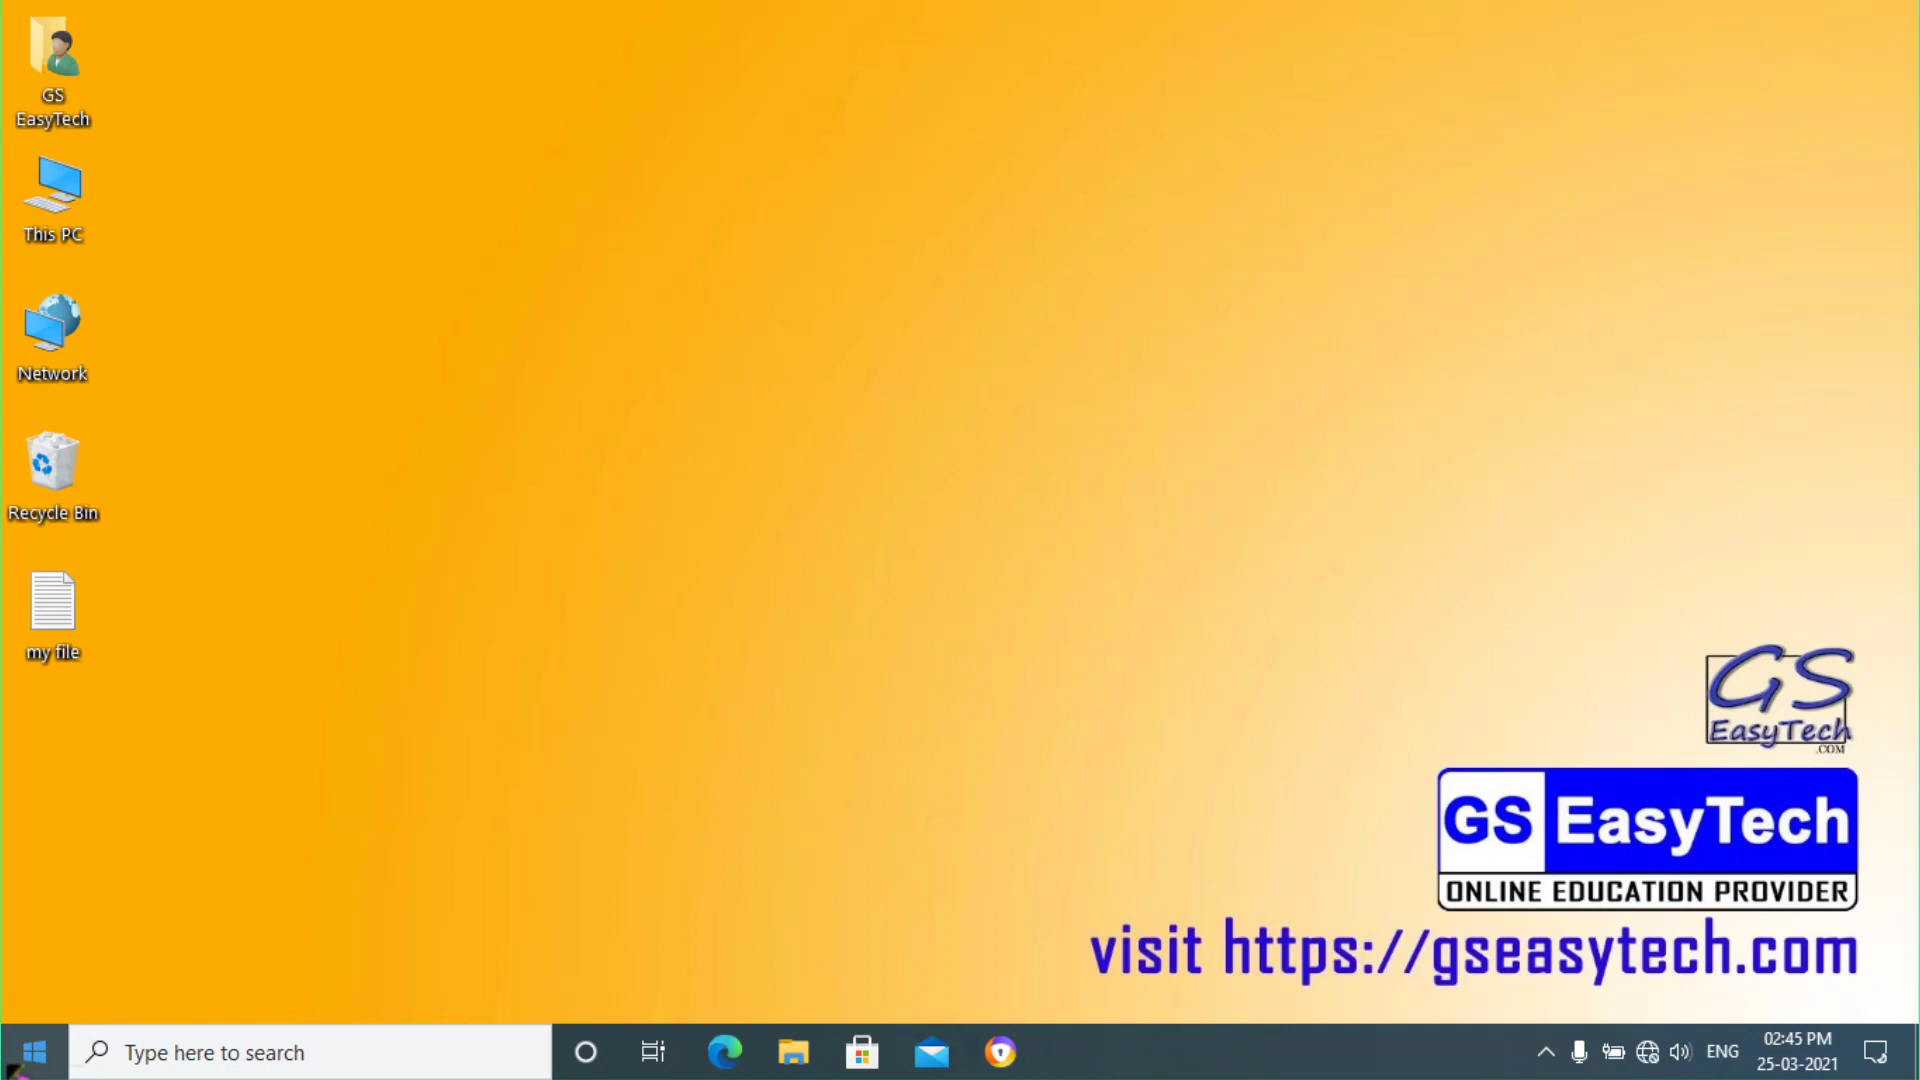 GS
EasyTech
This PC
Network
Recycle Bin
my file
GS
EasyTech
.COM
GS EasyTech
ONLINE EDUCATION PROVIDER
visit https://gseasytech.com
Type here to search
ENG
02:45 PM
25-03-2021